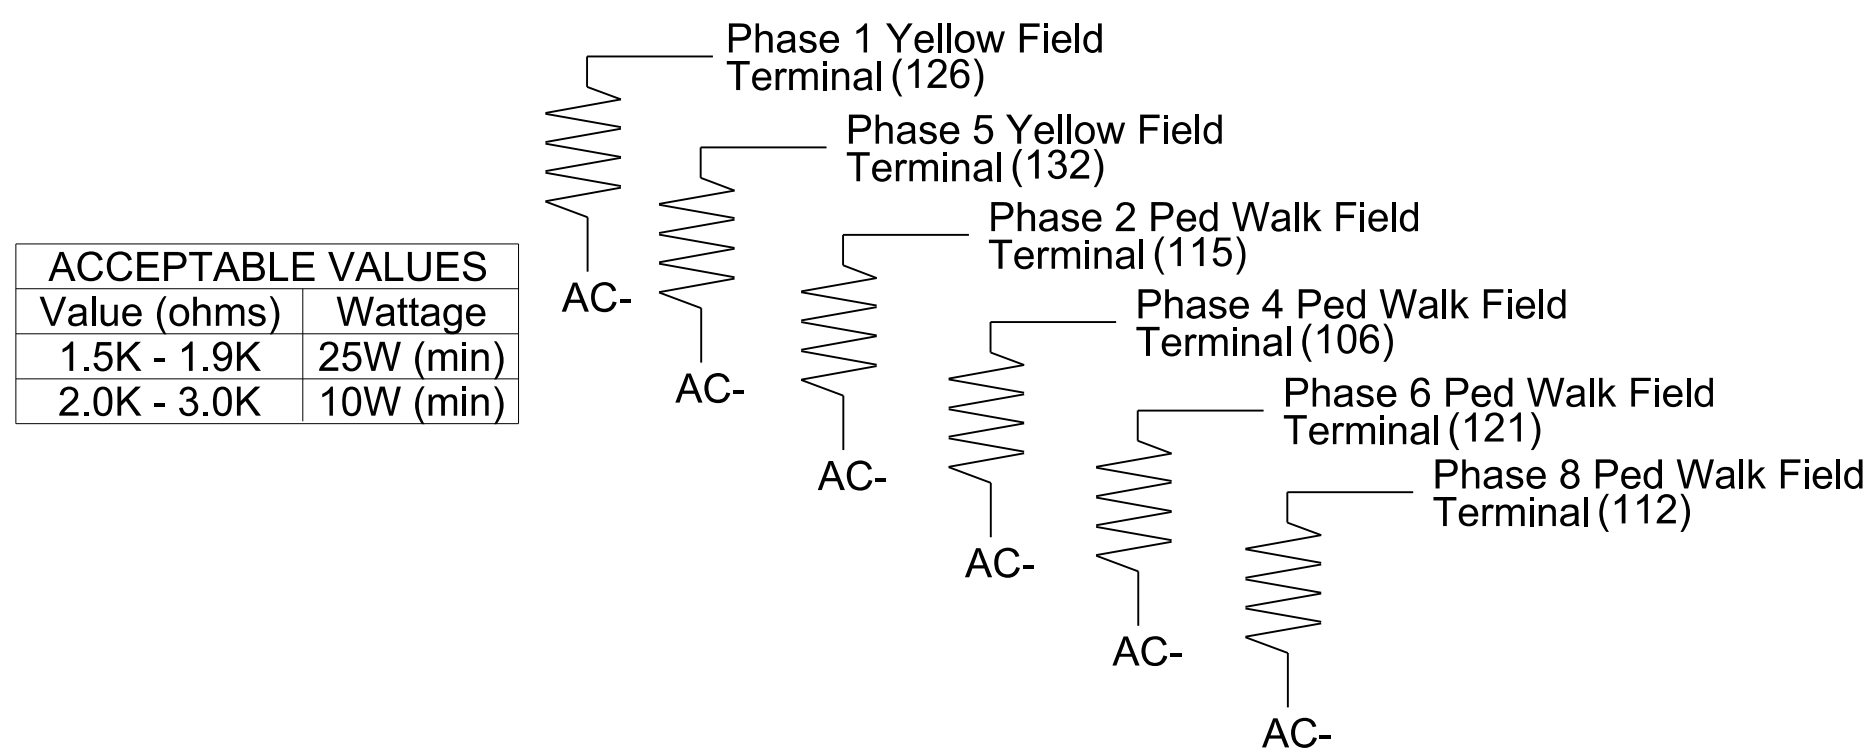 Phase 1 Yellow Field
Terminal (126)
Phase 5 Yellow Field
Terminal (132)
Phase 2 Ped Walk Field
Terminal (115)
ACCEPTABLE VALUES
Value (ohms) Wattage
1.5K - 1.9K 25W (min)
2.0K - 3.0K 10W (min)
AC-
Phase 4 Ped Walk Field
Terminal (106)
AC-
Phase 6 Ped Walk Field
Terminal (121)
AC-
Phase 8 Ped Walk Field
Terminal (112)
AC-
AC-
AC-